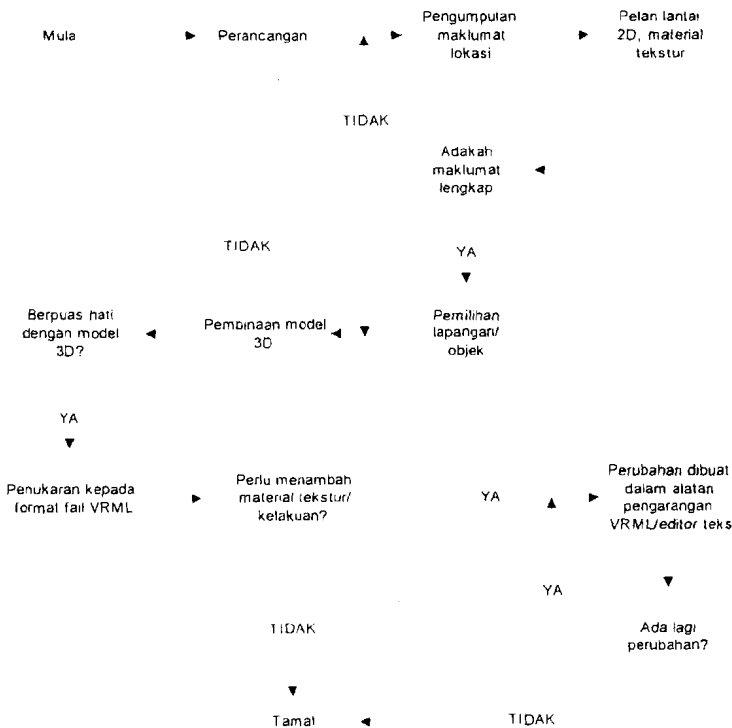 Mula
Perancangan
Pengumpulan
maklumat
lokasi
Pelan lantai
2D, material
tekstur
TIDAK
Adakah
maklumat
lengkap
TIDAK
YA
Berpuas hati
dengan model
3D?
Pembinaan model
3D
Pemilihan
lapangan/
objek
YA
Penukaran kepada
format fail VRML
Perlu menambah
material tekstur/
kelakuan?
YA
Perubahan dibuat
dalam alatan
pengarangan
VRML/editor teks
YA
TIDAK
Ada lagi
perubahan?
Tamat
TIDAK